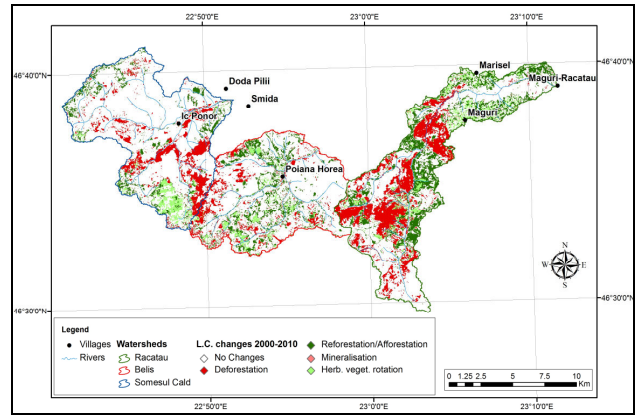 22°50'0"E 23°0'0"E 23°10'0"E
46°40'0"N 46°40'0"N
Marisel
Doda Pilii
Maguri-Racatau
Smida
Ic Ponor
Maguri
Poiana Horea
N
W E
S
46°30'0"N 46°30'0"N
Legend
Villages Watersheds L.C. changes 2000-2010 Reforestation/Afforestation
Rivers Racatau No Changes Mineralisation
Belis Deforestation Herb. veget. rotation
Somesul Cald
0 1.25 2.5 5 7.5 10
Km
22°50'0"E 23°0'0"E 23°10'0"E